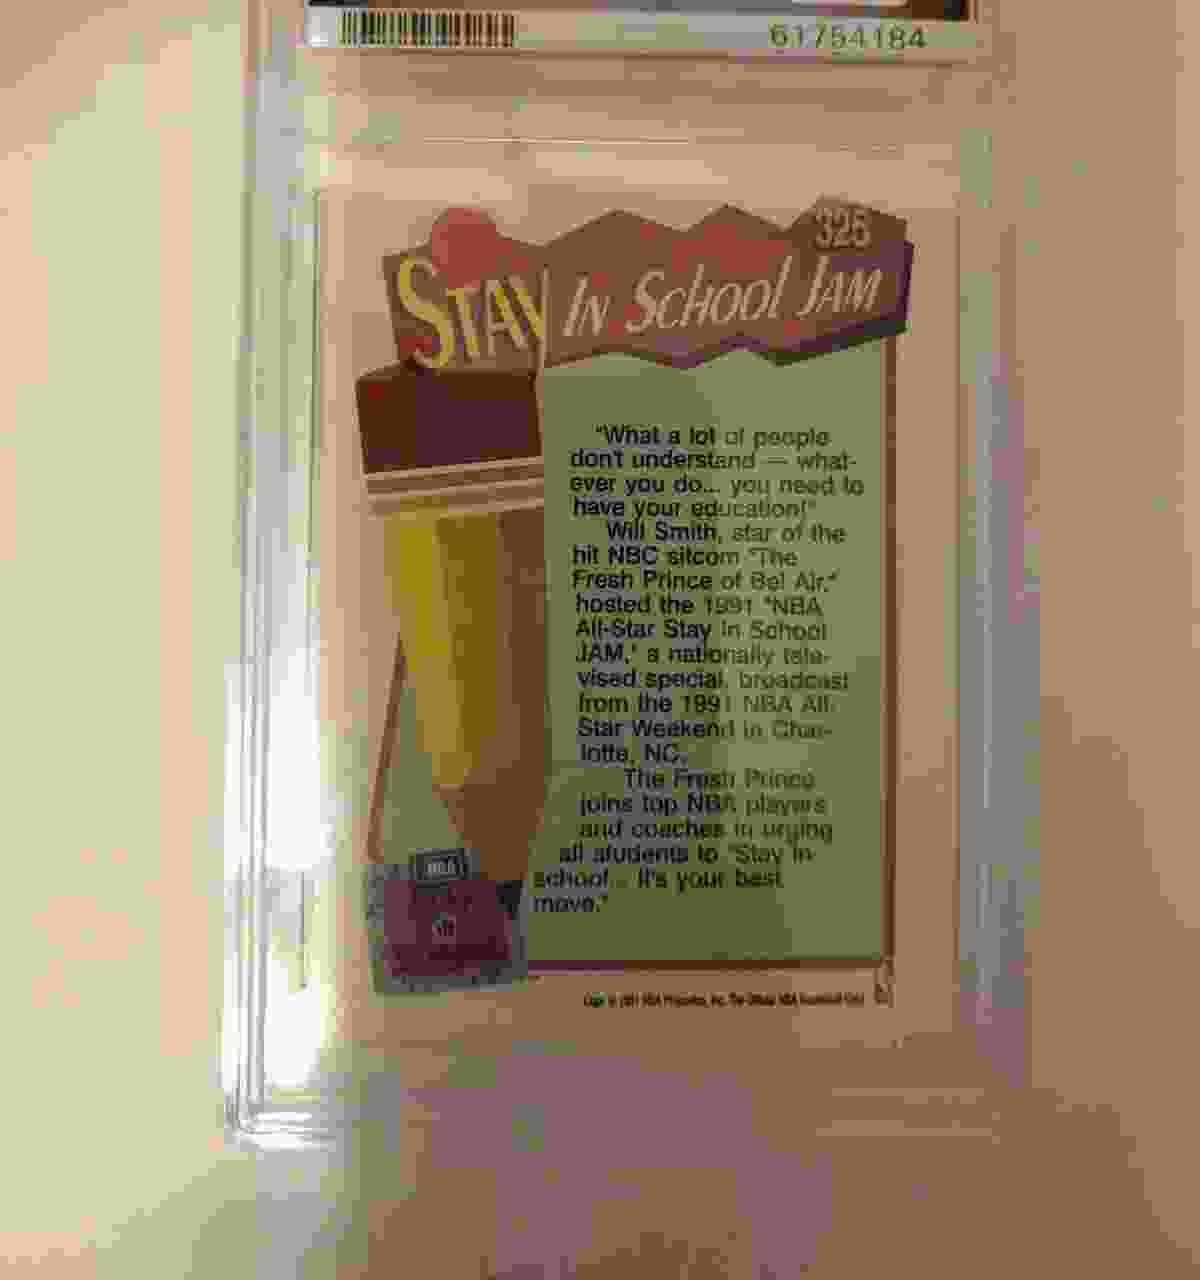 61754184
325
STAY IN SCHOOL JAM
"What a lot of people
don't understand — what-
ever you do... you need to
have your education!"
Will Smith, star of the
hit NBC sitcom "The
Fresh Prince of Bel Air,"
hosted the 1991 "NBA
All-Star Stay In School
JAM," a nationally tele-
vised special, broadcast
from the 1991 NBA All-
Star Weekend in Char-
lotte, NC.
The Fresh Prince
joins top NBA players
and coaches in urging
all students to "Stay in
school... It's your best
move."
NBA